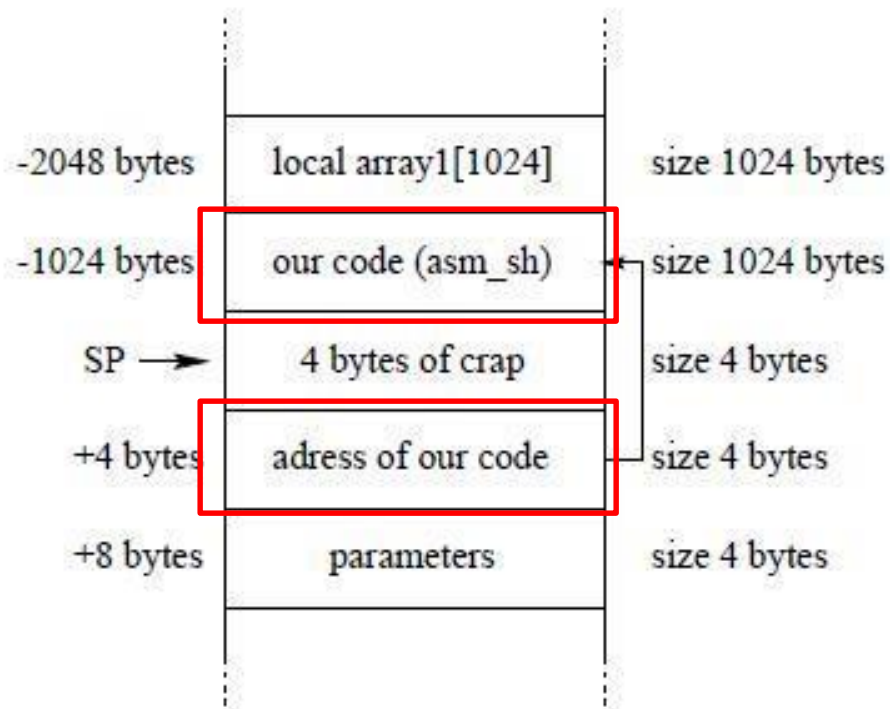 -2048 bytes local array1[1024] size 1024 bytes
-1024 bytes our code (asm_sh) size 1024 bytes
SP 4 bytes of crap size 4 bytes
+4 bytes adress of our code size 4 bytes
+8 bytes parameters size 4 bytes